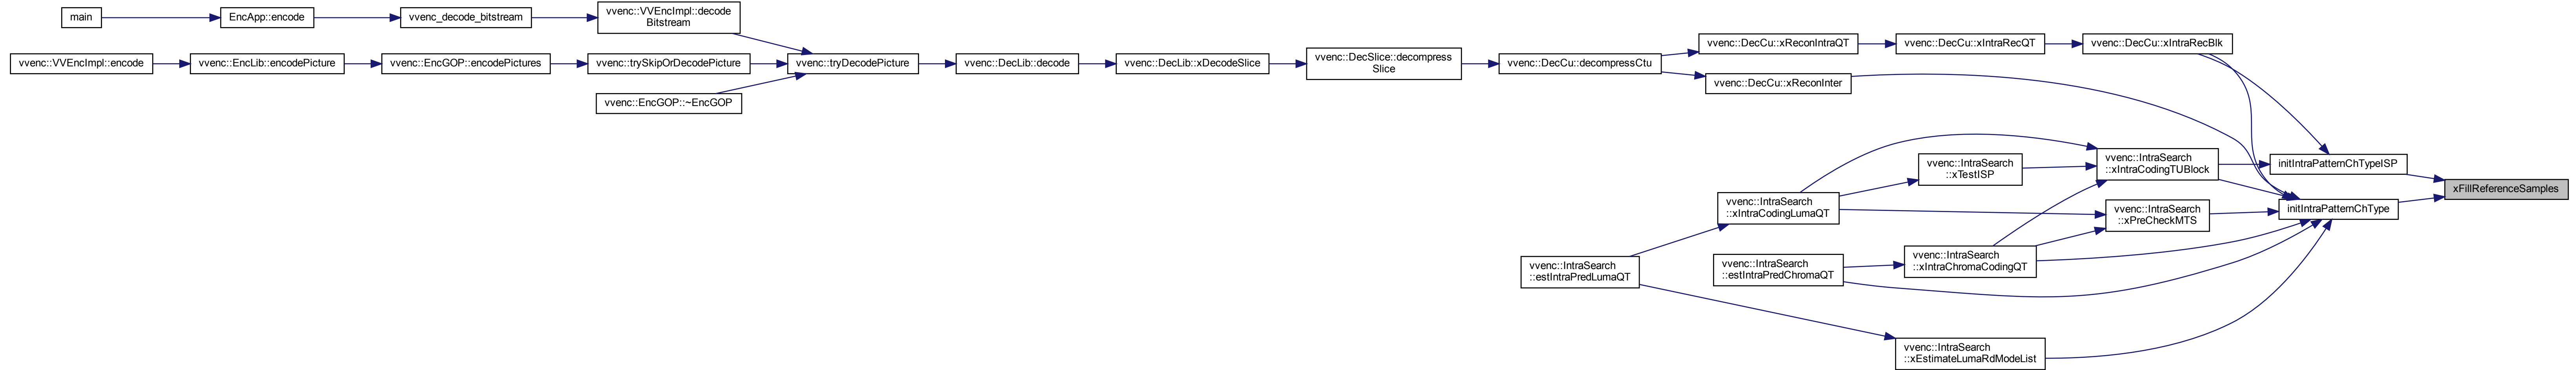 main
EncApp::encode
vvenc_decode_bitstream
vvenc::VVEncImpl::decode
Bitstream
vvenc::VVEncImpl::encode
vvenc::EncLib::encodePicture
vvenc::EncGOP::encodePictures
vvenc::trySkipOrDecodePicture
vvenc::EncGOP::~EncGOP
vvenc::tryDecodePicture
vvenc::DecLib::decode
vvenc::DecLib::xDecodeSlice
vvenc::DecSlice::decompress
Slice
vvenc::DecCu::decompressCtu
vvenc::DecCu::xReconIntraQT
vvenc::DecCu::xIntraRecQT
vvenc::DecCu::xIntraRecBlk
vvenc::DecCu::xReconInter
vvenc::IntraSearch
::xTestISP
vvenc::IntraSearch
::xIntraCodingTUBlock
initIntraPatternChTypeISP
xFillReferenceSamples
vvenc::IntraSearch
::xIntraCodingLumaQT
vvenc::IntraSearch
::xPreCheckMTS
initIntraPatternChType
vvenc::IntraSearch
::estIntraPredLumaQT
vvenc::IntraSearch
::estIntraPredChromaQT
vvenc::IntraSearch
::xIntraChromaCodingQT
vvenc::IntraSearch
::xEstimateLumaRdModeList